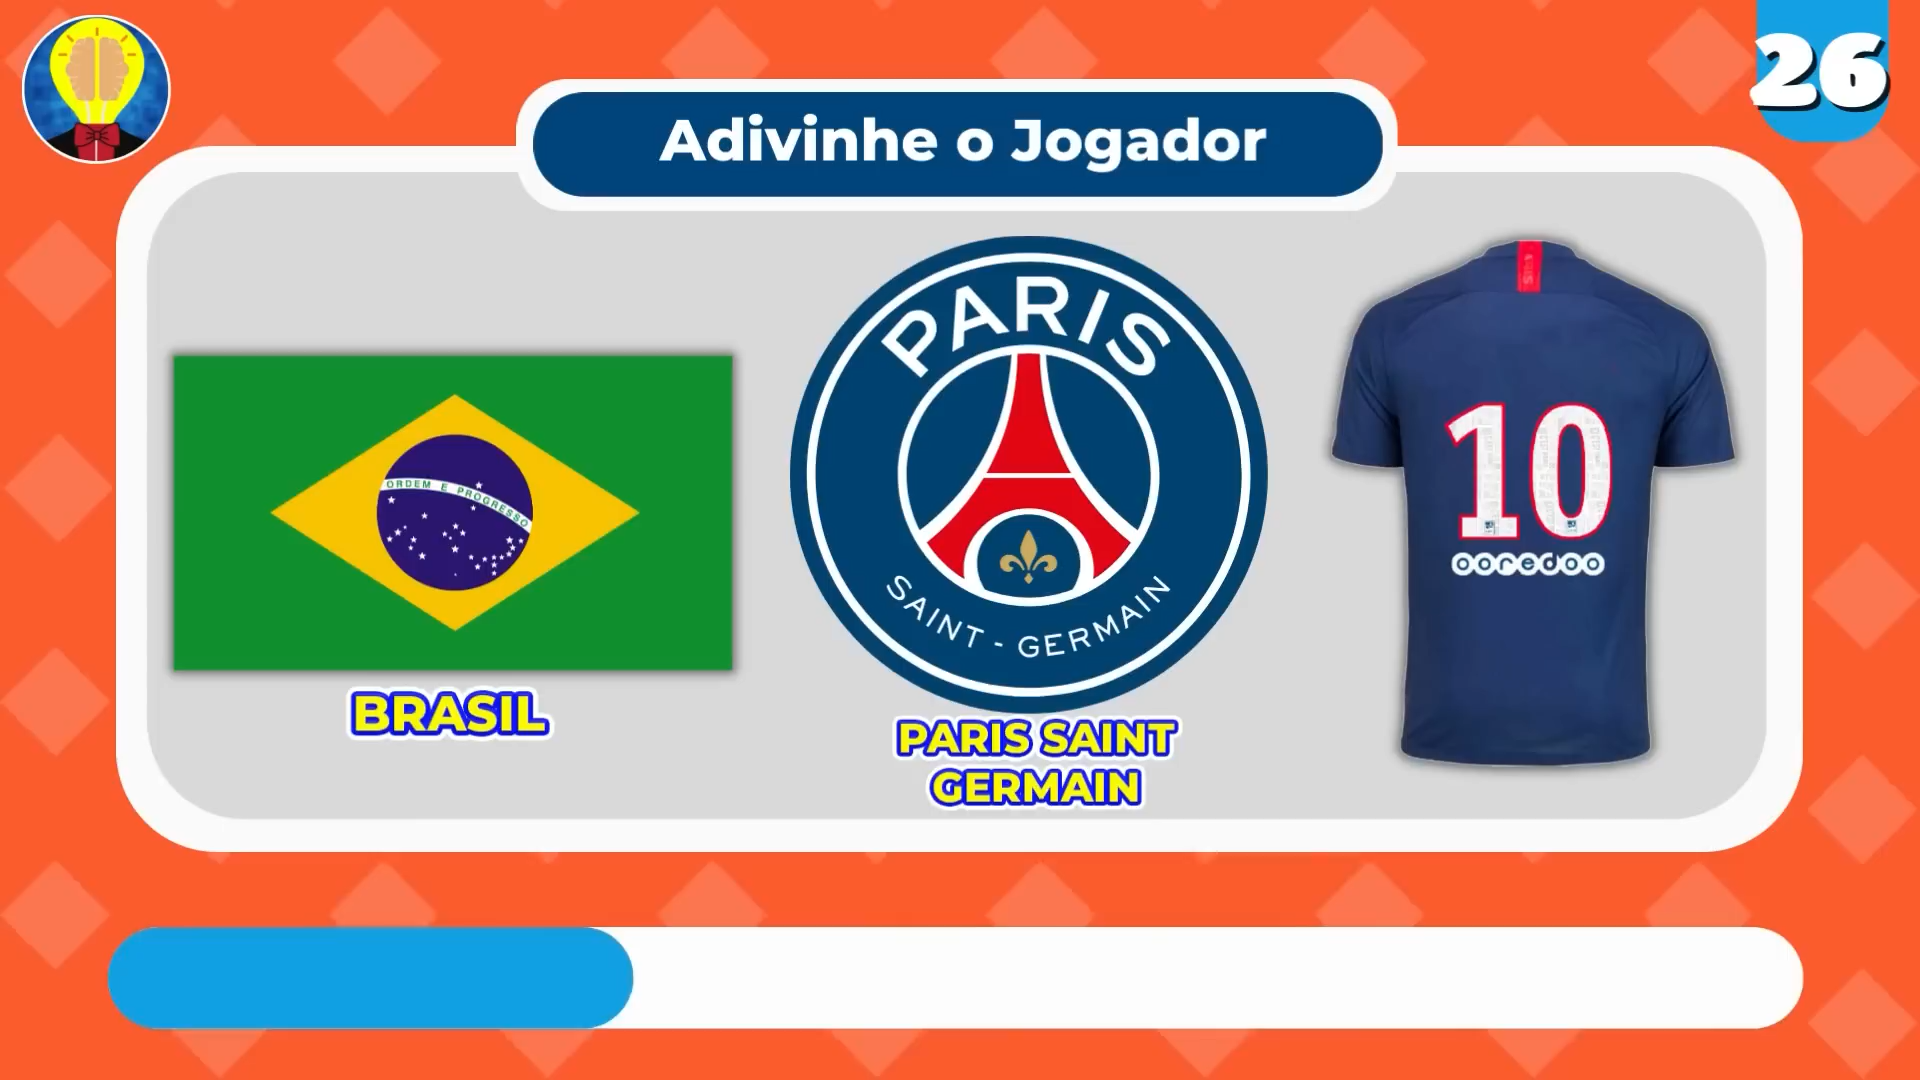 26
Adivinhe o Jogador
ORDEM E PROGRESSO
BRASIL
PARIS
SAINT - GERMAIN
PARIS SAINT
GERMAIN
10
ooredoo